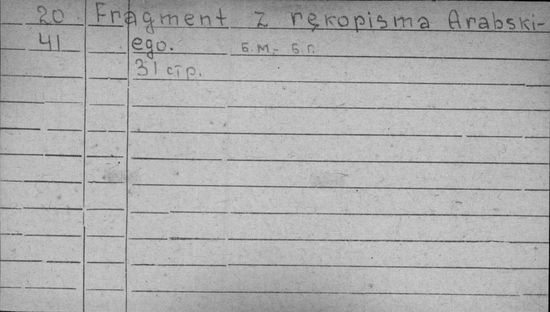 20 Fragment z rękopisma Arabski-
41 ego. Б.М.- Б.Г.
31 стр.